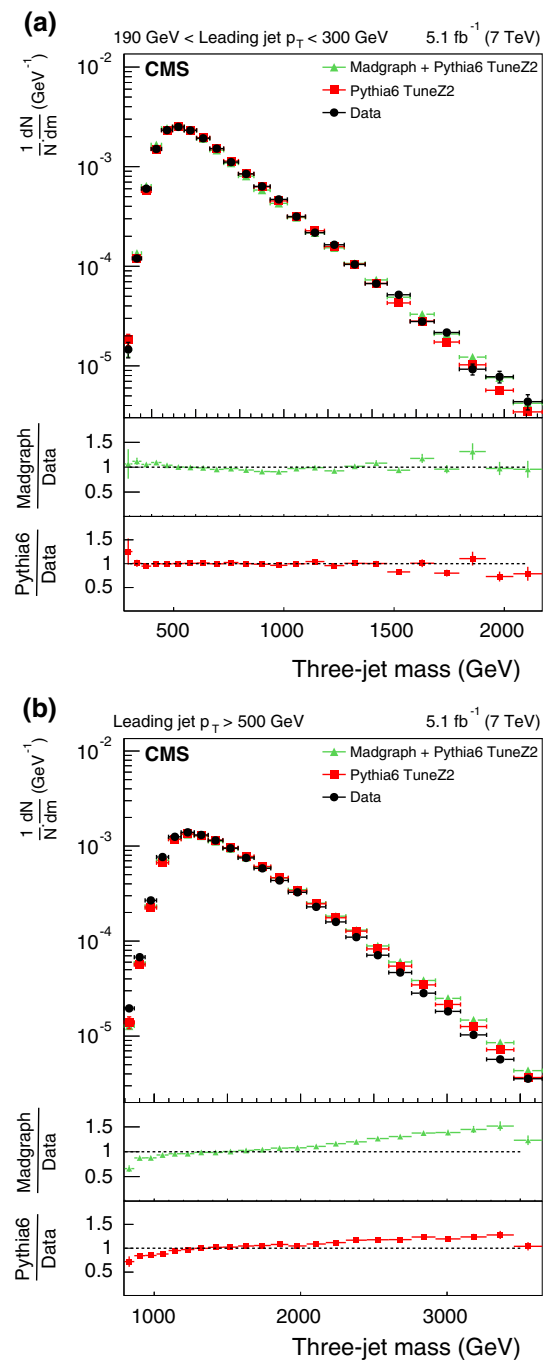 (a)
190 GeV < Leading jet p_T < 300 GeV 5.1 fb⁻¹ (7 TeV)
10⁻²
CMS
Madgraph + Pythia6 TuneZ2
Pythia6 TuneZ2
Data
1 dN
N dm (GeV⁻¹)
10⁻³
10⁻⁴
10⁻⁵
Madgraph
Data
1.5
1
0.5
Pythia6
Data
1.5
1
0.5
500 1000 1500 2000
Three-jet mass (GeV)
(b)
Leading jet p_T > 500 GeV 5.1 fb⁻¹ (7 TeV)
10⁻²
CMS
Madgraph + Pythia6 TuneZ2
Pythia6 TuneZ2
Data
1 dN
N dm (GeV⁻¹)
10⁻³
10⁻⁴
10⁻⁵
Madgraph
Data
1.5
1
0.5
Pythia6
Data
1.5
1
0.5
1000 2000 3000
Three-jet mass (GeV)